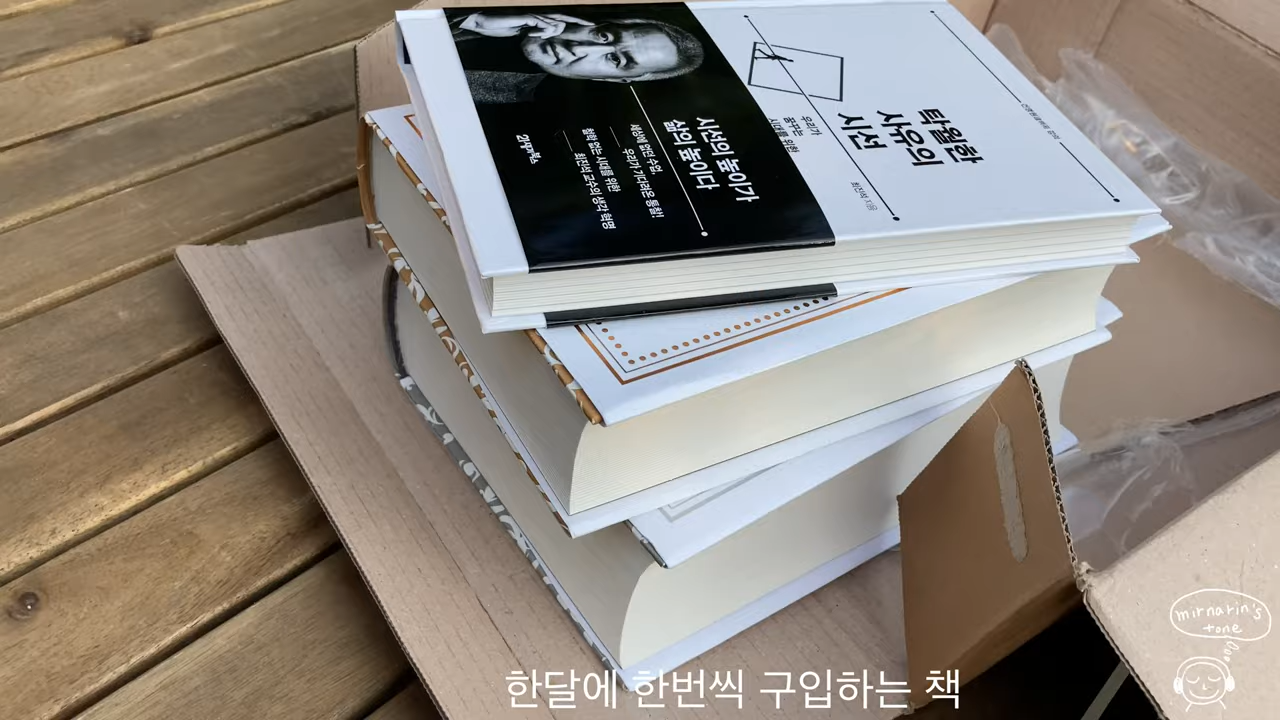 탁월한
사유의
시선
우리가
꿈꾸는
시대를 위한
최진석 지음
시선의 높이가
삶의 높이다
세상에 없던 수업,
우리가 기다려온 통찰!
철학 없는 시대를 위한
최진석 교수의 생각 혁명
21세기북스
mirnarin's
tone
한달에 한번씩 구입하는 책